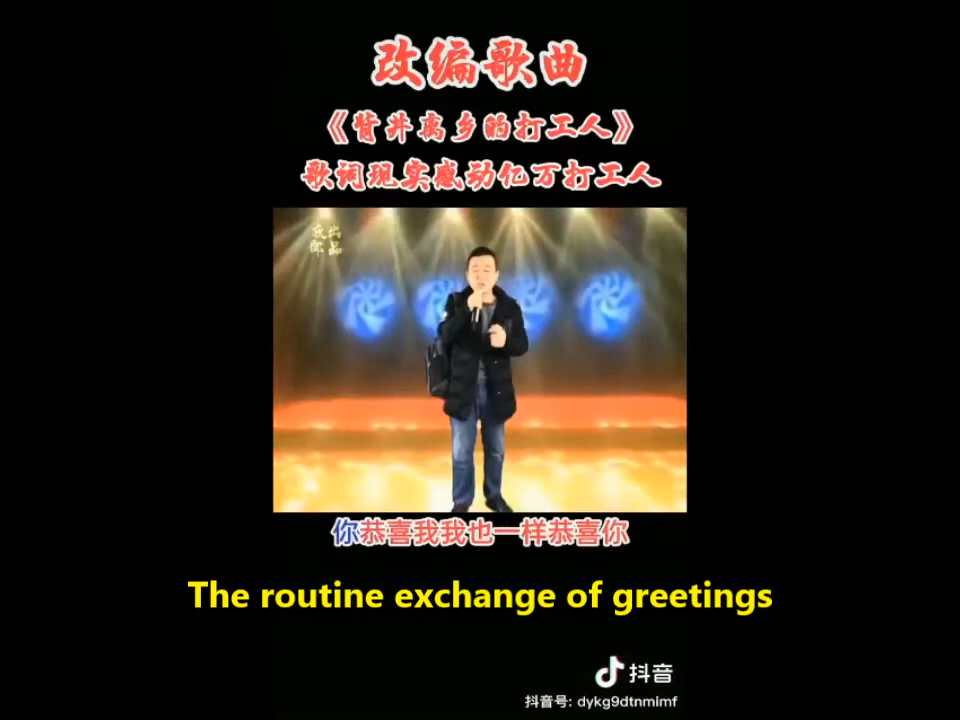 改编歌曲
《背井离乡的打工人》
歌词现实感动亿万打工人
出品
你恭喜我我也一样恭喜你
The routine exchange of greetings
抖音
抖音号: dykg9dtnmimf